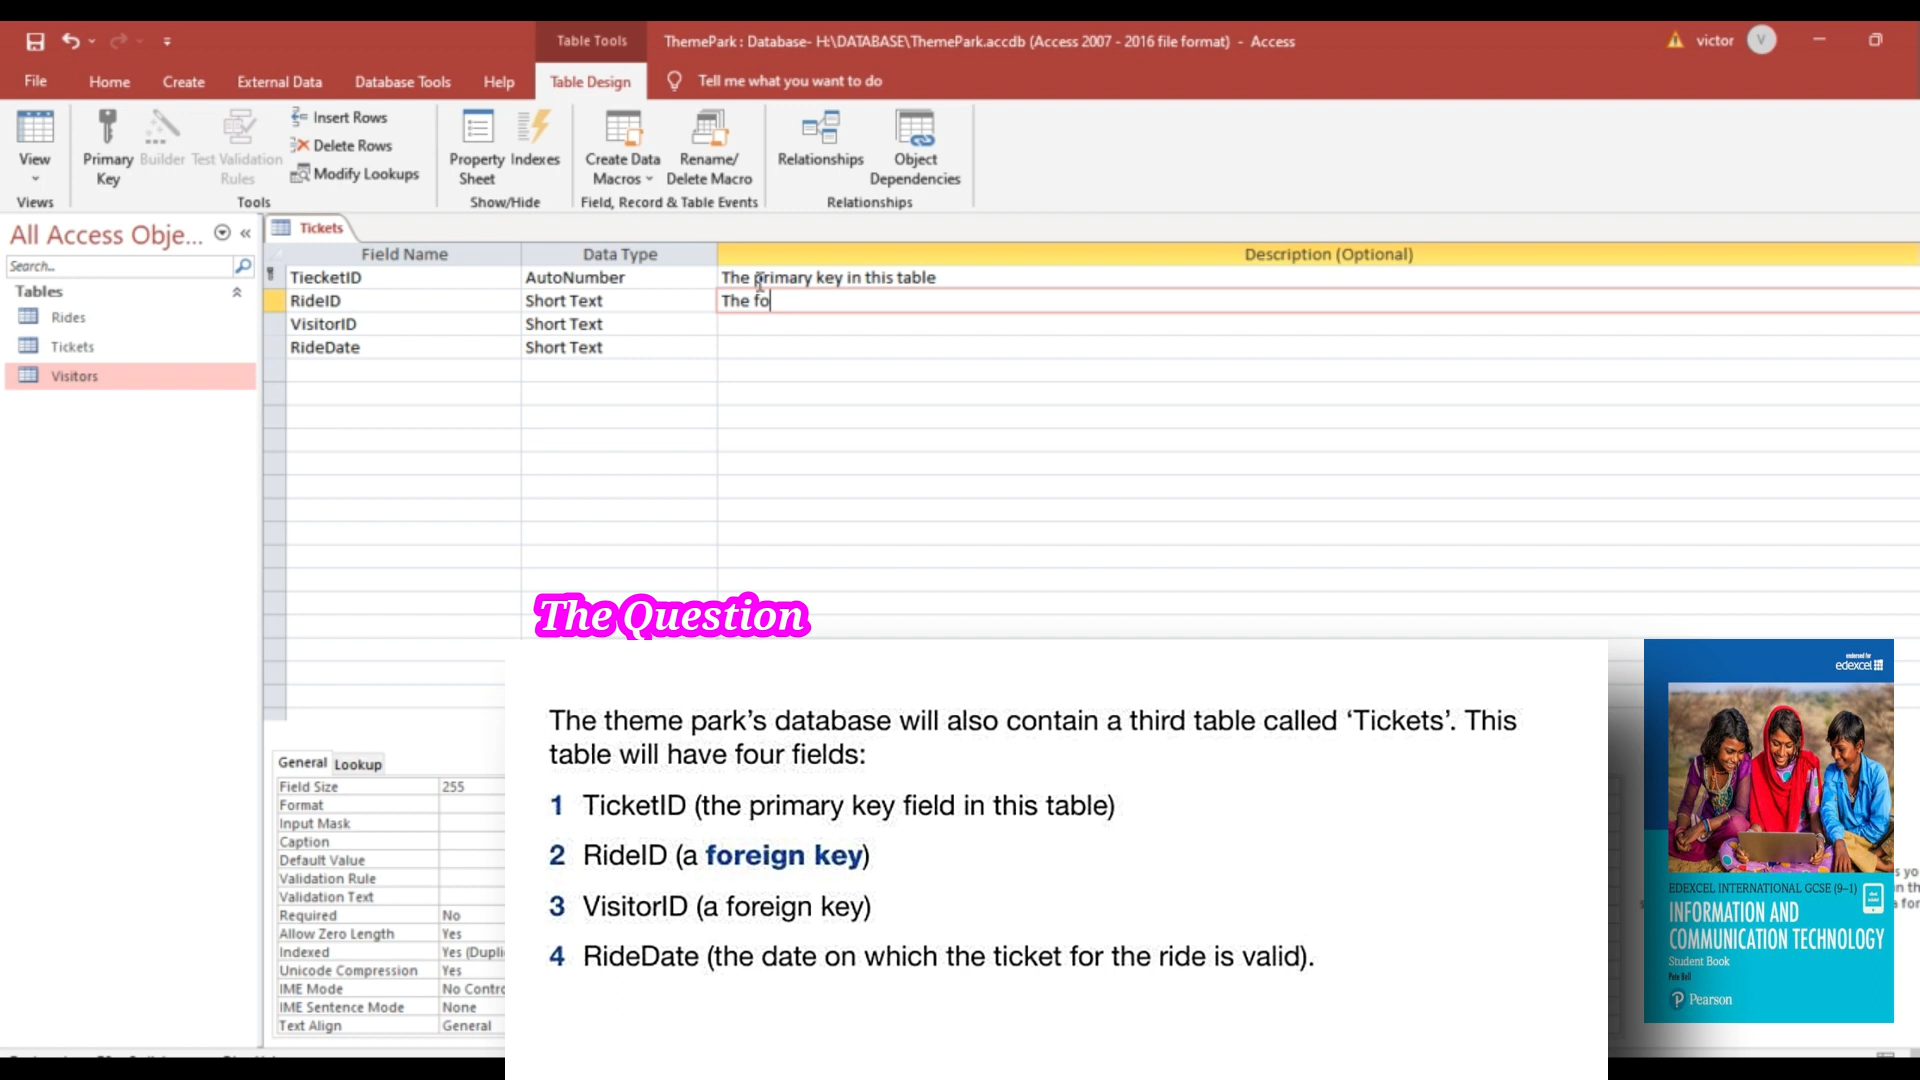 Table Tools
ThemePark : Database- H:\DATABASE\ThemePark.accdb (Access 2007 - 2016 file format) - Access
victor
V
File
Home
Create
External Data
Database Tools
Help
Table Design
Tell me what you want to do
View
Primary Key
Builder
Test Validation Rules
Insert Rows
Delete Rows
Modify Lookups
Property Sheet
Indexes
Create Data Macros
Rename/ Delete Macro
Relationships
Object Dependencies
Views
Tools
Show/Hide
Field, Record & Table Events
Relationships
All Access Obje...
Search...
Tables
Rides
Tickets
Visitors
Tickets
Field Name Data Type Description (Optional)
TiecketID AutoNumber The primary key in this table
RideID Short Text The fo
VisitorID Short Text
RideDate Short Text
General Lookup
Field Size 255
Format
Input Mask
Caption
Default Value
Validation Rule
Validation Text
Required No
Allow Zero Length Yes
Indexed Yes (Dupli
Unicode Compression Yes
IME Mode No Contro
IME Sentence Mode None
Text Align General
The Question
The theme park’s database will also contain a third table called ‘Tickets’. This
table will have four fields:
1 TicketID (the primary key field in this table)
2 RideID (a foreign key)
3 VisitorID (a foreign key)
4 RideDate (the date on which the ticket for the ride is valid).
endorsed for
edexcel
EDEXCEL INTERNATIONAL GCSE (9–1)
INFORMATION AND
COMMUNICATION TECHNOLOGY
Student Book
Pete Bell
Pearson